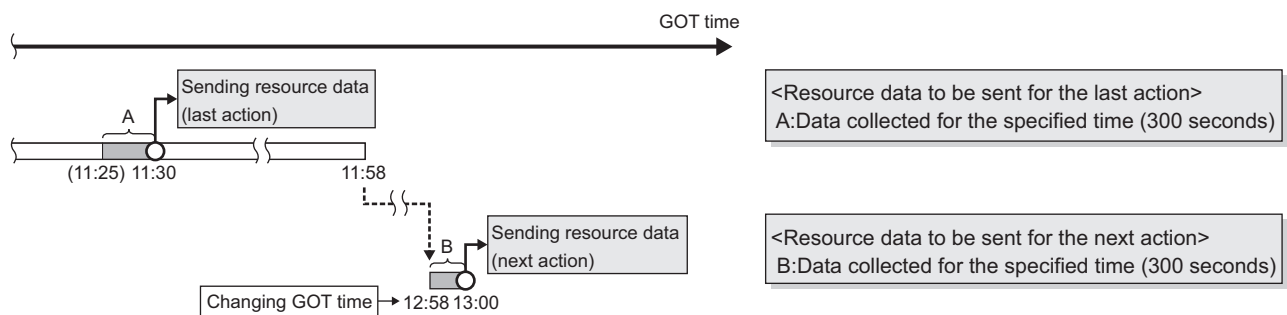 GOT time
Sending resource data
(last action)
A
(11:25) 11:30
11:58
<Resource data to be sent for the last action>
A:Data collected for the specified time (300 seconds)
Sending resource data
(next action)
B
Changing GOT time
12:58 13:00
<Resource data to be sent for the next action>
B:Data collected for the specified time (300 seconds)